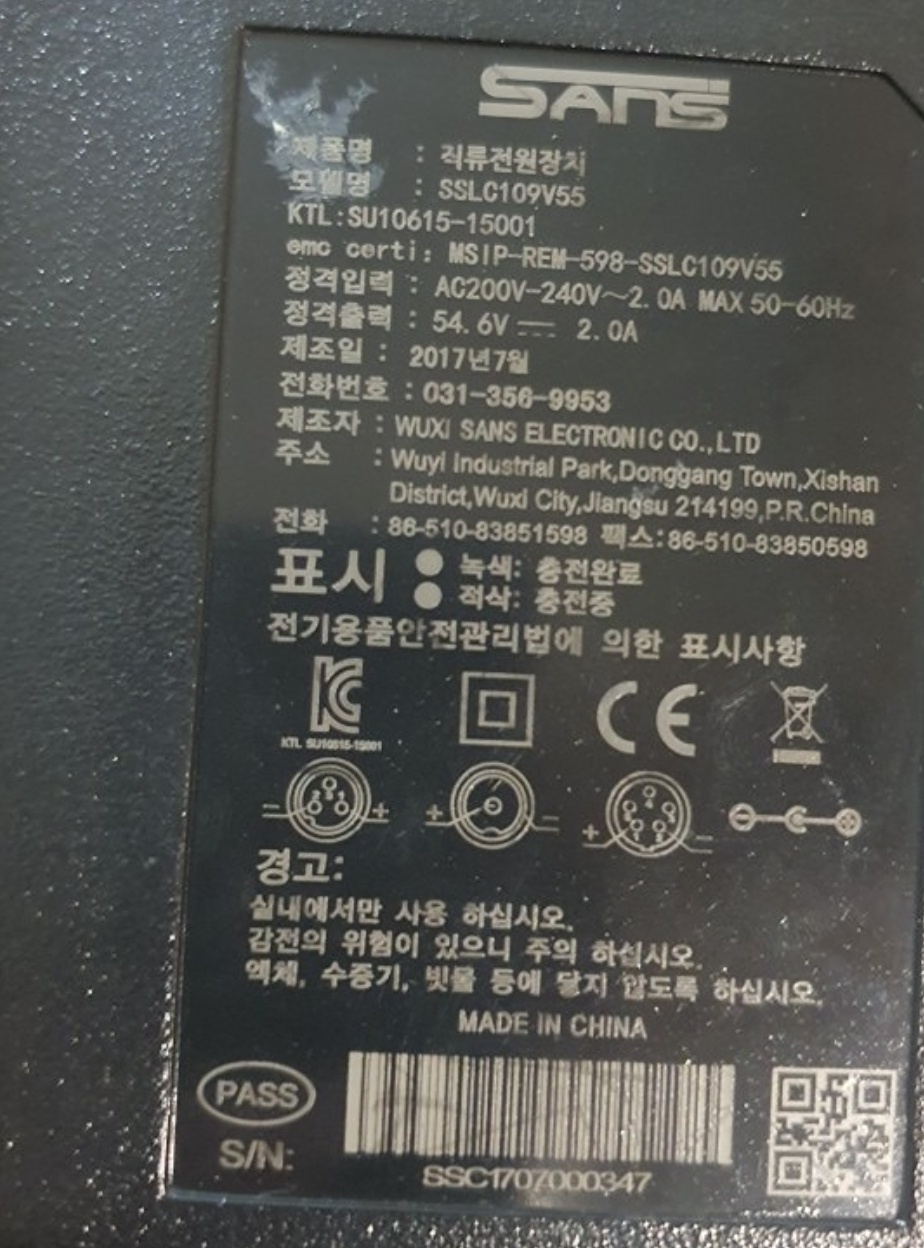 SANS
제품명 : 직류전원장치
모델명 : SSLC109V55
KTL:SU10615-15001
emc certi: MSIP-REM-598-SSLC109V55
정격입력 : AC200V-240V~2.0A MAX 50-60Hz
정격출력 : 54.6V ⎓ 2.0A
제조일 : 2017년7월
전화번호 : 031-356-9953
제조자 : WUXI SANS ELECTRONIC CO.,LTD
주소 : Wuyi Industrial Park,Donggang Town,Xishan
District,Wuxi City,Jiangsu 214199,P.R.China
전화 : 86-510-83851598 팩스:86-510-83850598
표시 ● 녹색: 충전완료
● 적삭: 충전중
전기용품안전관리법에 의한 표시사항
KC CE
KTL SU10615-15001
경고:
실내에서만 사용 하십시오.
감전의 위험이 있으니 주의 하십시오.
액체, 수증기, 빗물 등에 닿지 않도록 하십시오.
MADE IN CHINA
PASS
S/N:
SSC1707000347